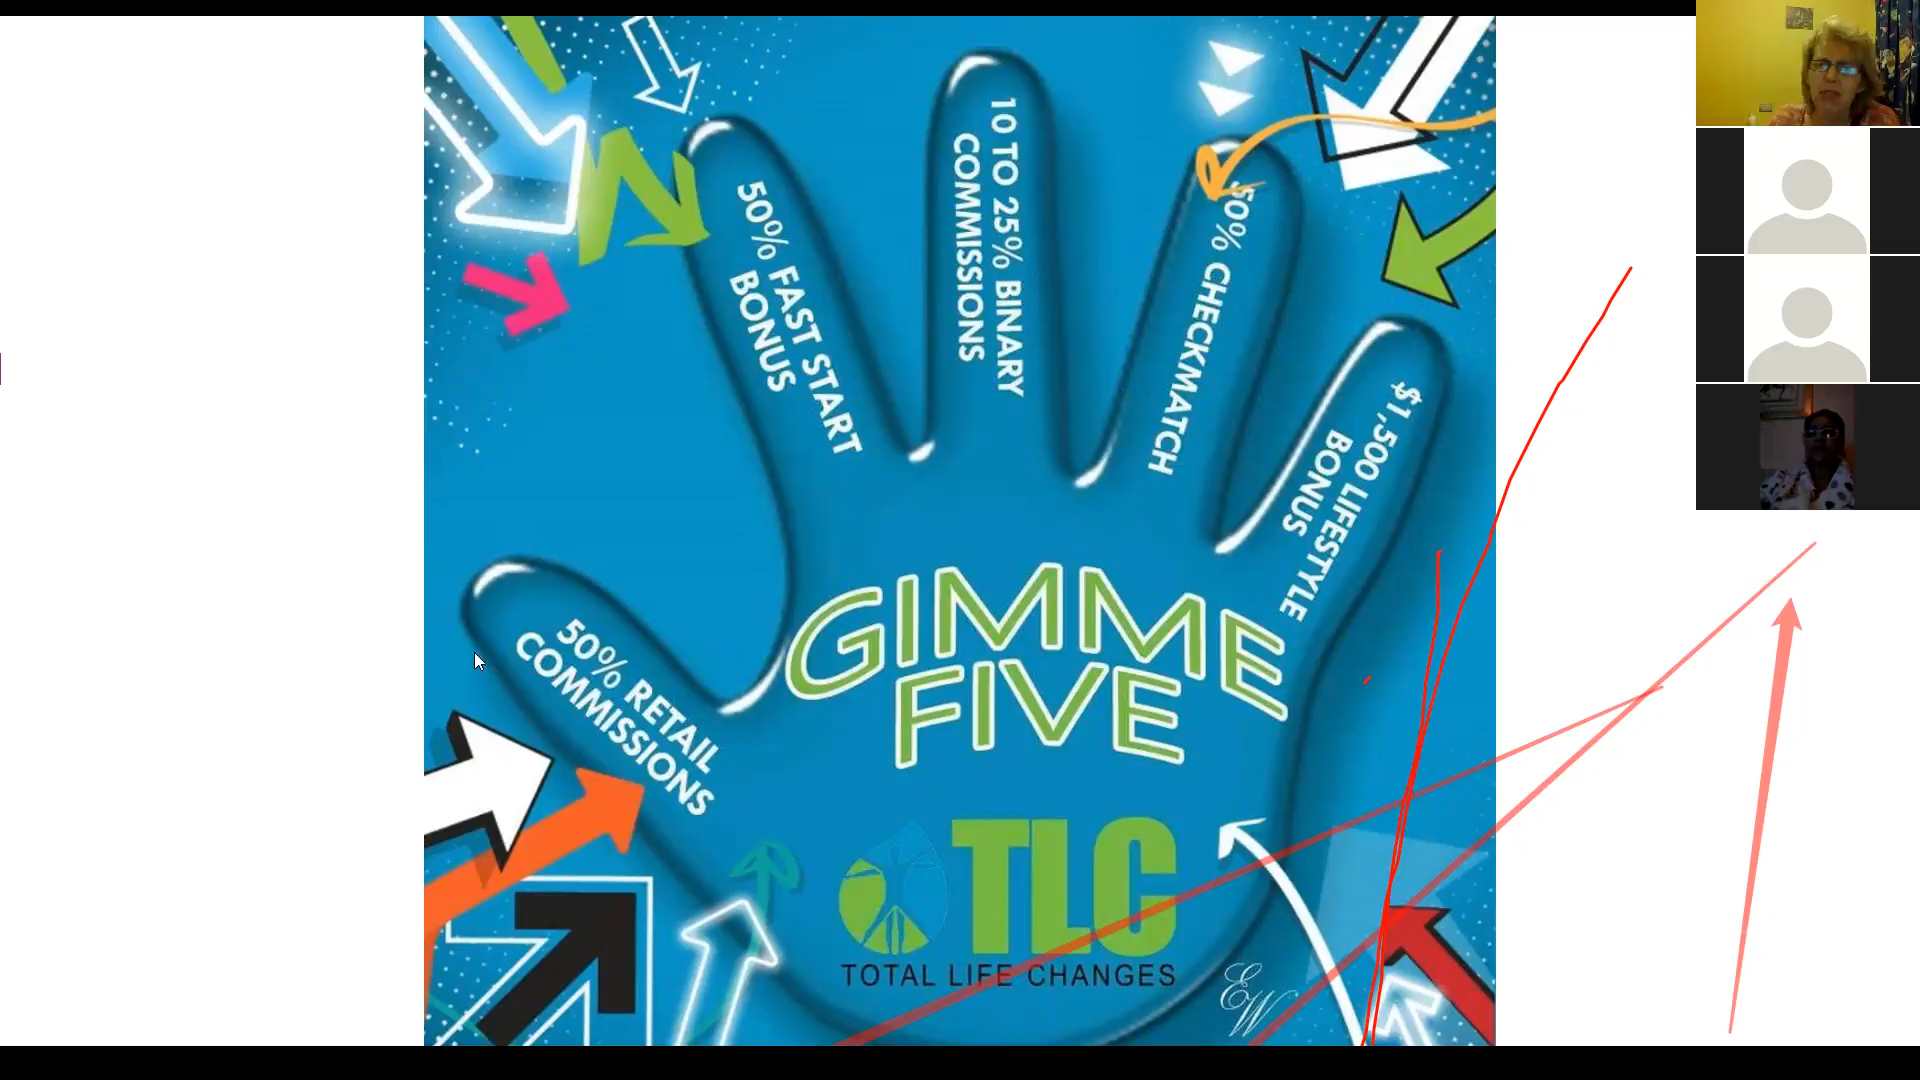 50% RETAIL
COMMISSIONS
50% FAST START
BONUS
10 TO 25% BINARY
COMMISSIONS
50% CHECKMATCH
$1,500 LIFESTYLE
BONUS
GIMME
FIVE
TLC
TOTAL LIFE CHANGES
EW